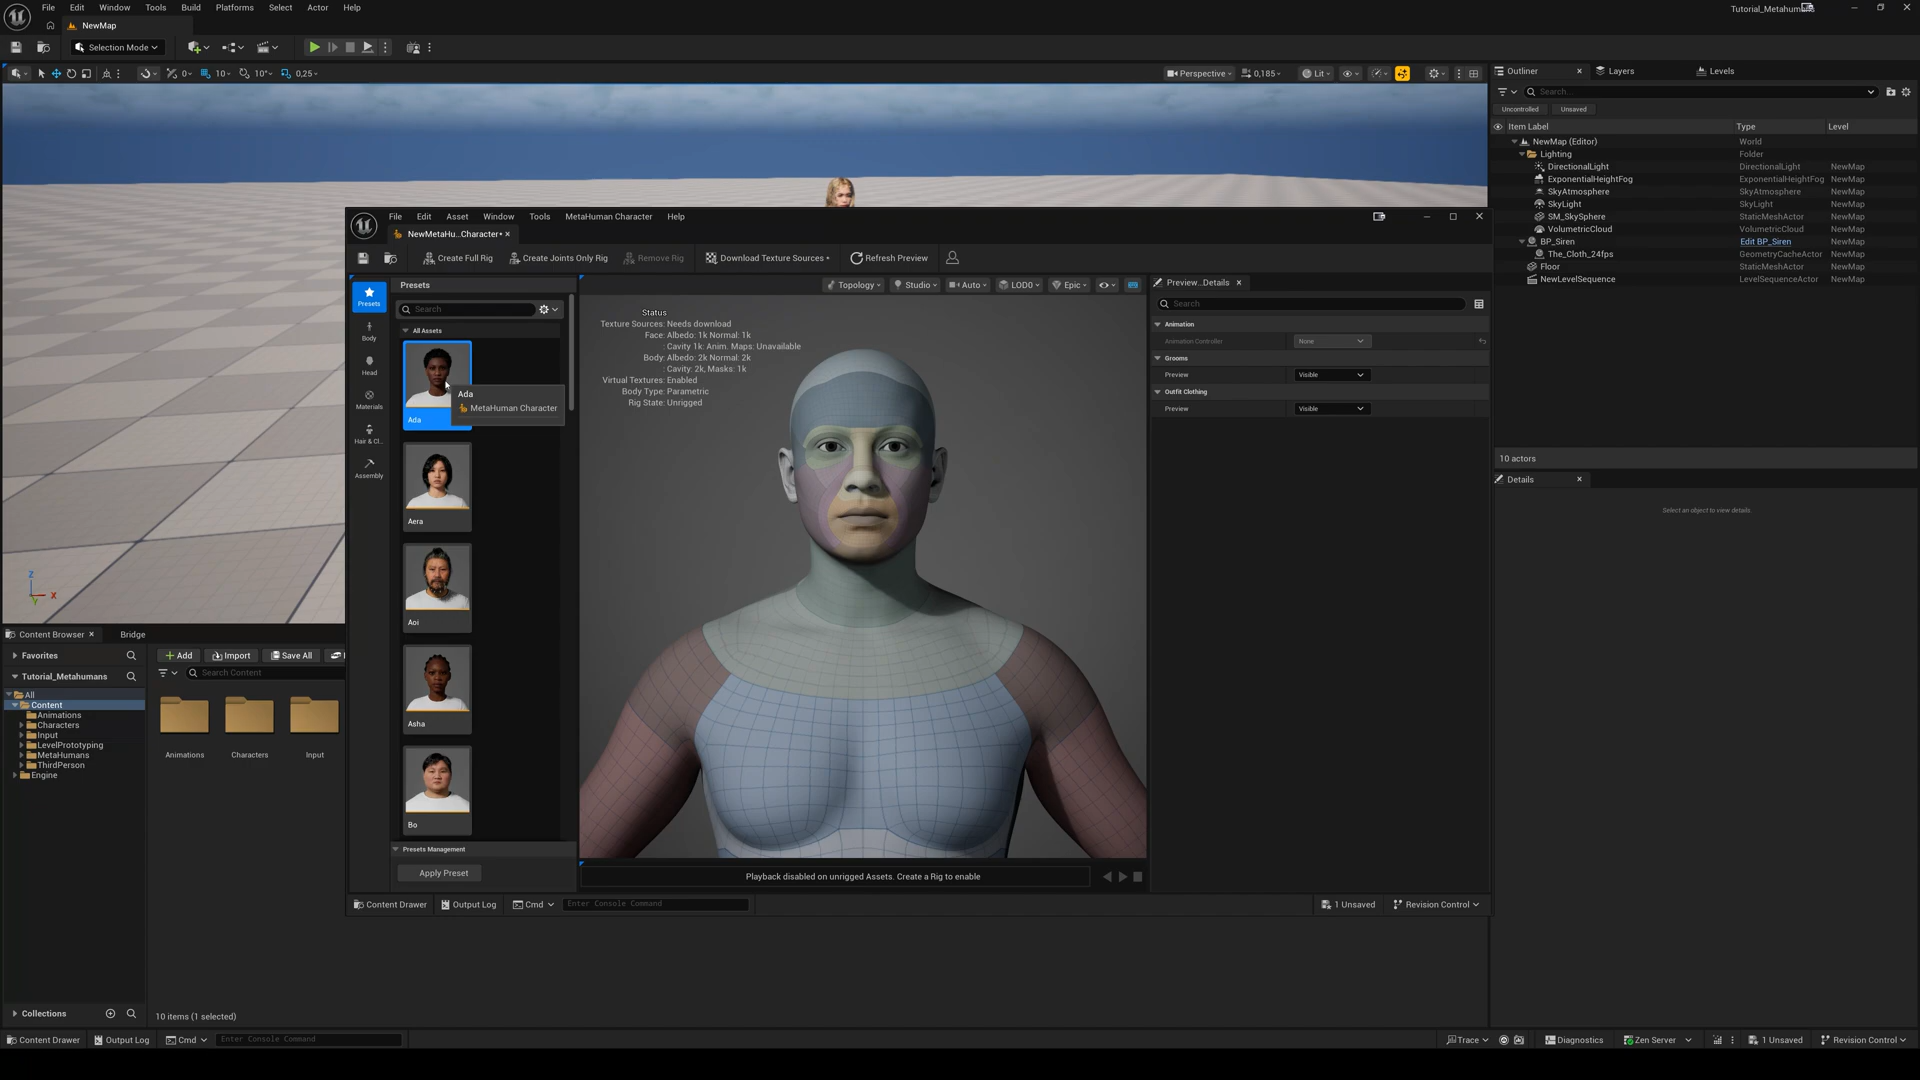 File Edit Window Tools Build Platforms Select Actor Help
NewMap
Selection Mode
0 10 10° 0,25
Perspective 0,185 Lit
Outliner Layers Levels
Search...
Uncontrolled Unsaved
Item Label Type Level
NewMap (Editor) World
Lighting Folder
DirectionalLight DirectionalLight NewMap
ExponentialHeightFog ExponentialHeightFog NewMap
SkyAtmosphere SkyAtmosphere NewMap
SkyLight SkyLight NewMap
SM_SkySphere StaticMeshActor NewMap
VolumetricCloud VolumetricCloud NewMap
BP_Siren Edit BP_Siren NewMap
The_Cloth_24fps GeometryCacheActor NewMap
Floor StaticMeshActor NewMap
NewLevelSequence LevelSequenceActor NewMap
10 actors
Details
Select an object to view details.
File Edit Asset Window Tools MetaHuman Character Help
NewMetaHu...Character•
Create Full Rig Create Joints Only Rig Remove Rig Download Texture Sources Refresh Preview
Presets
Body
Head
Materials
Hair & Cl...
Assembly
Presets
Search
All Assets
Ada
Ada
MetaHuman Character
Aera
Aoi
Asha
Bo
Presets Management
Apply Preset
Topology Studio Auto LOD0 Epic
Status
Texture Sources: Needs download
Face: Albedo: 1k Normal: 1k
: Cavity 1k: Anim. Maps: Unavailable
Body: Albedo: 2k Normal: 2k
: Cavity: 2k, Masks: 1k
Virtual Textures: Enabled
Body Type: Parametric
Rig State: Unrigged
Playback disabled on unrigged Assets. Create a Rig to enable
Preview...Details
Search
Animation
Animation Controller None
Grooms
Preview Visible
Outfit Clothing
Preview Visible
Content Drawer Output Log Cmd Enter Console Command
1 Unsaved Revision Control
Content Browser Bridge
Favorites
Tutorial_Metahumans
All
Content
Animations
Characters
Input
LevelPrototyping
MetaHumans
ThirdPerson
Engine
Collections
Add Import Save All
Search Content
Animations Characters Input
10 items (1 selected)
Content Drawer Output Log Cmd Enter Console Command
Trace Diagnostics Zen Server 1 Unsaved Revision Control
Z
X
Y